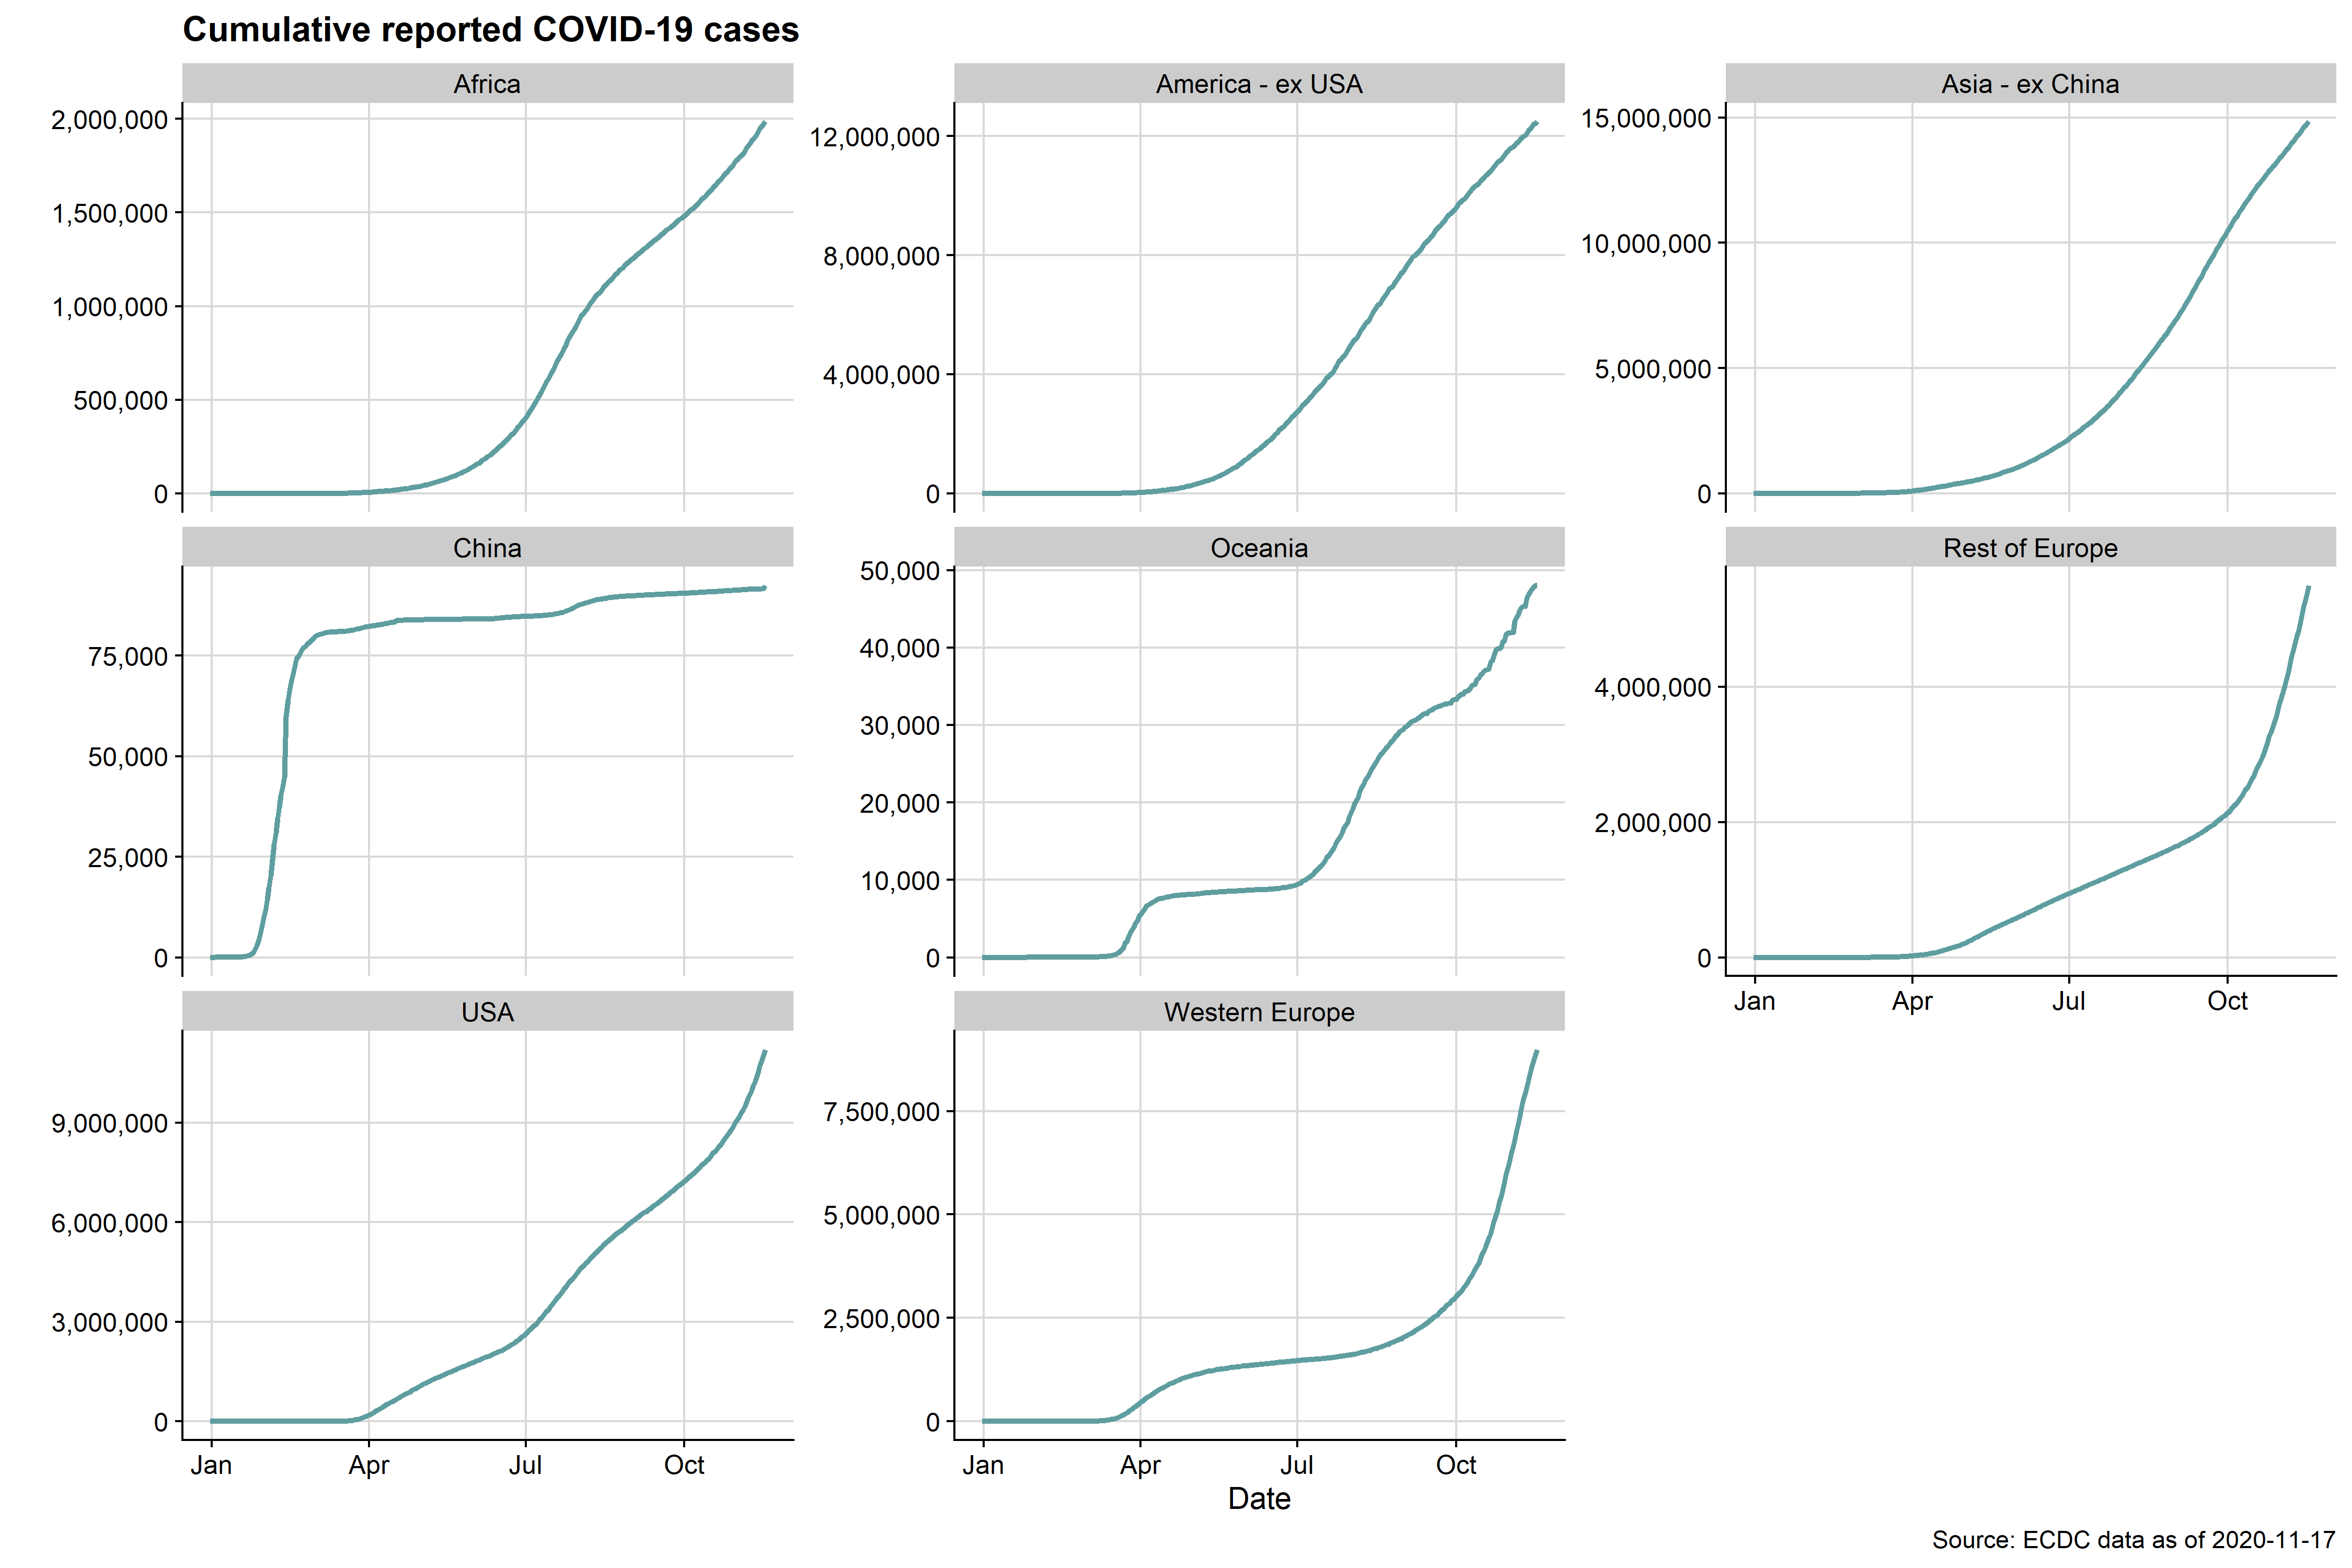 Cumulative reported COVID-19 cases
Africa
America - ex USA
Asia - ex China
2,000,000
1,500,000
1,000,000
500,000
0
12,000,000
8,000,000
4,000,000
0
15,000,000
10,000,000
5,000,000
0
China
Oceania
Rest of Europe
75,000
50,000
25,000
0
50,000
40,000
30,000
20,000
10,000
0
4,000,000
2,000,000
0
Jan Apr Jul Oct
USA
Western Europe
9,000,000
6,000,000
3,000,000
0
7,500,000
5,000,000
2,500,000
0
Jan Apr Jul Oct
Jan Apr Jul Oct
Date
Source: ECDC data as of 2020-11-17